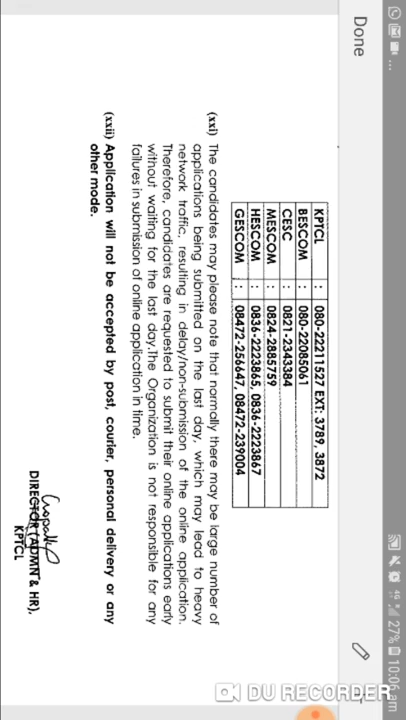 27% 10:06 am
Done
KPTCL : 080-22211527 EXT: 3789, 3872
BESCOM : 080-22085061
CESC : 0821-2343384
MESCOM : 0824-2885759
HESCOM : 0836-2223865, 0836-2223867
GESCOM : 08472-256647, 08472-239004
(xxi) The candidates may please note that normally there may be large number of
applications being submitted on the last day, which may lead to heavy
network traffic, resulting in delay/non-submission of the online application.
Therefore, candidates are requested to submit their online applications early
without waiting for the last day.The Organization is not responsible for any
failures in submission of online application in time.
(xxii) Application will not be accepted by post, courier, personal delivery or any
other mode.
DIRECTOR (ADMN & HR),
KPTCL
DU RECORDER